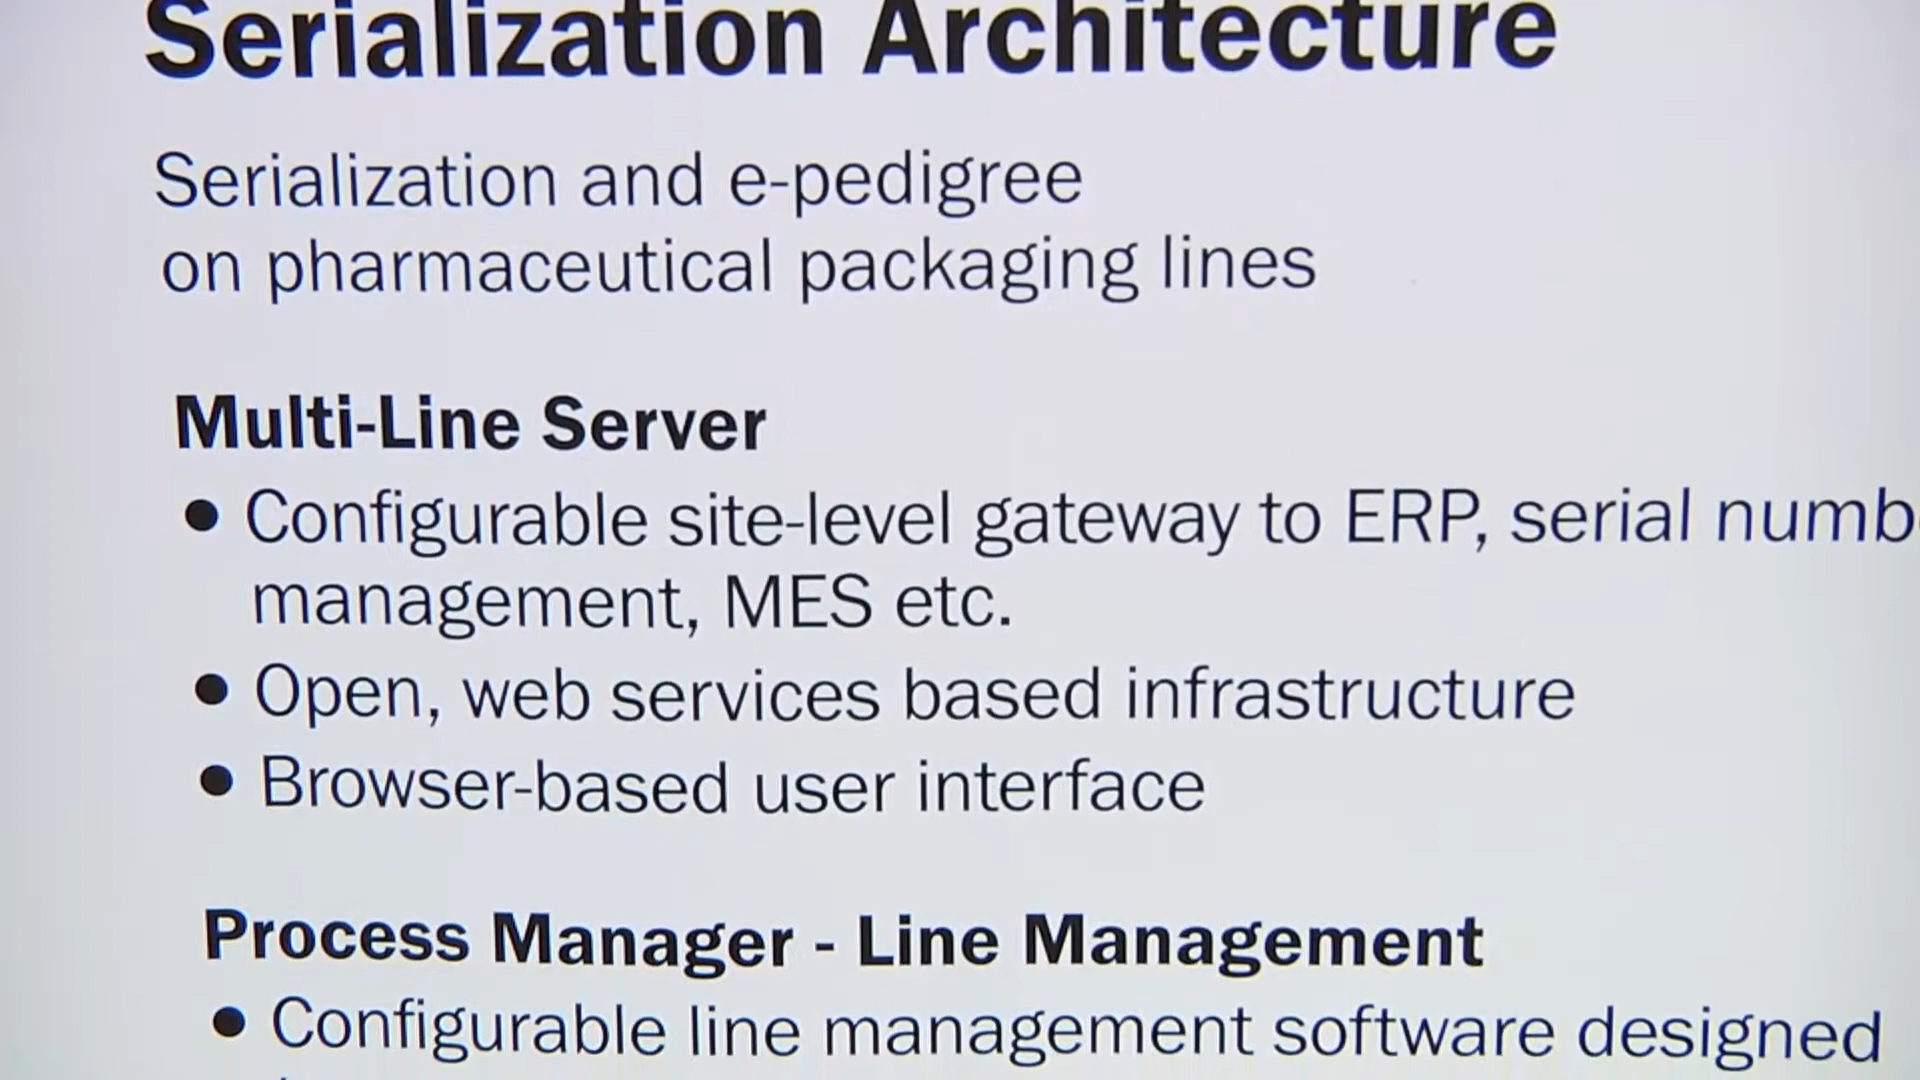 Serialization Architecture
Serialization and e-pedigree
on pharmaceutical packaging lines
Multi-Line Server
● Configurable site-level gateway to ERP, serial numb
management, MES etc.
● Open, web services based infrastructure
● Browser-based user interface
Process Manager - Line Management
● Configurable line management software designed